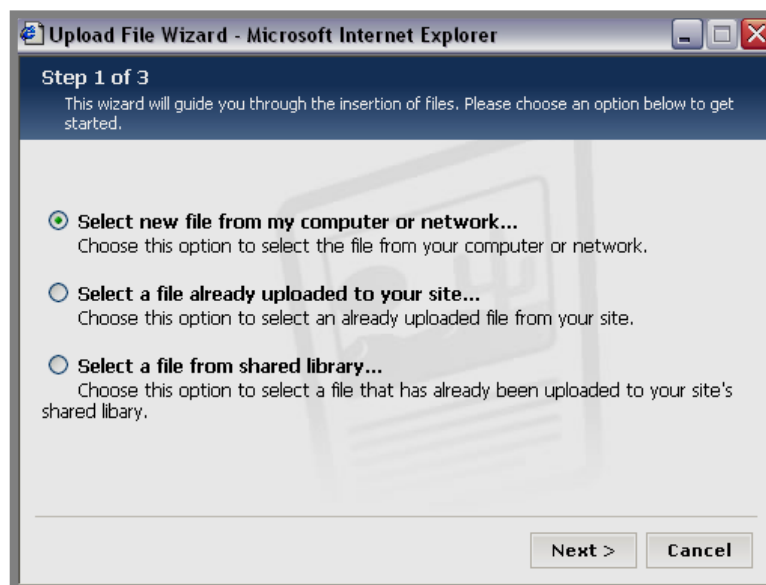 Upload File Wizard - Microsoft Internet Explorer
Step 1 of 3
This wizard will guide you through the insertion of files. Please choose an option below to get
started.
Select new file from my computer or network...
Choose this option to select the file from your computer or network.
Select a file already uploaded to your site...
Choose this option to select an already uploaded file from your site.
Select a file from shared library...
Choose this option to select a file that has already been uploaded to your site's
shared libary.
Next >
Cancel